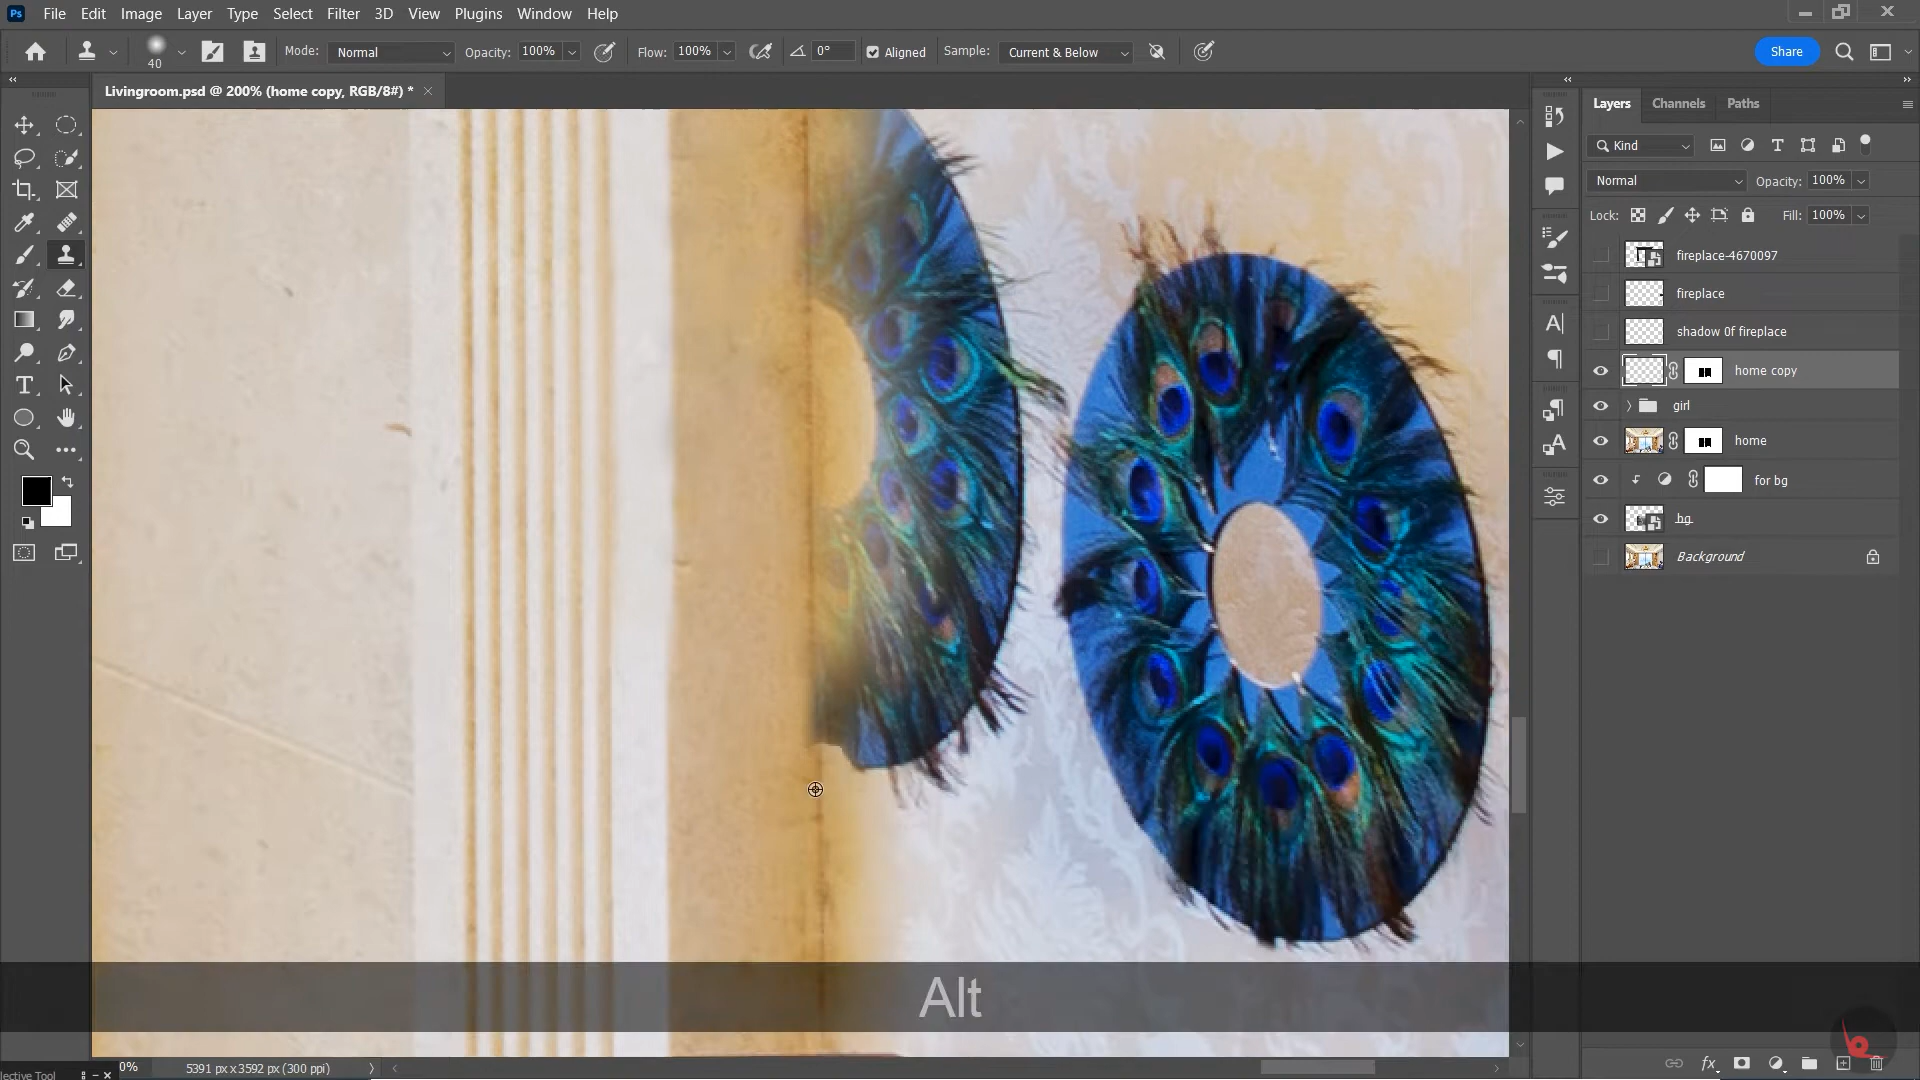 Ps File Edit Image Layer Type Select Filter 3D View Plugins Window Help
40 Mode: Normal Opacity: 100% Flow: 100% 0° Aligned Sample: Current & Below Share
Livingroom.psd @ 200% (home copy, RGB/8#) *
Layers Channels Paths
Kind
Normal Opacity: 100%
Lock: Fill: 100%
fireplace-4670097
fireplace
shadow 0f fireplace
home copy
girl
home
for bg
bg
Background
Alt
0% 5391 px x 3592 px (300 ppi)
lective Tool
fx